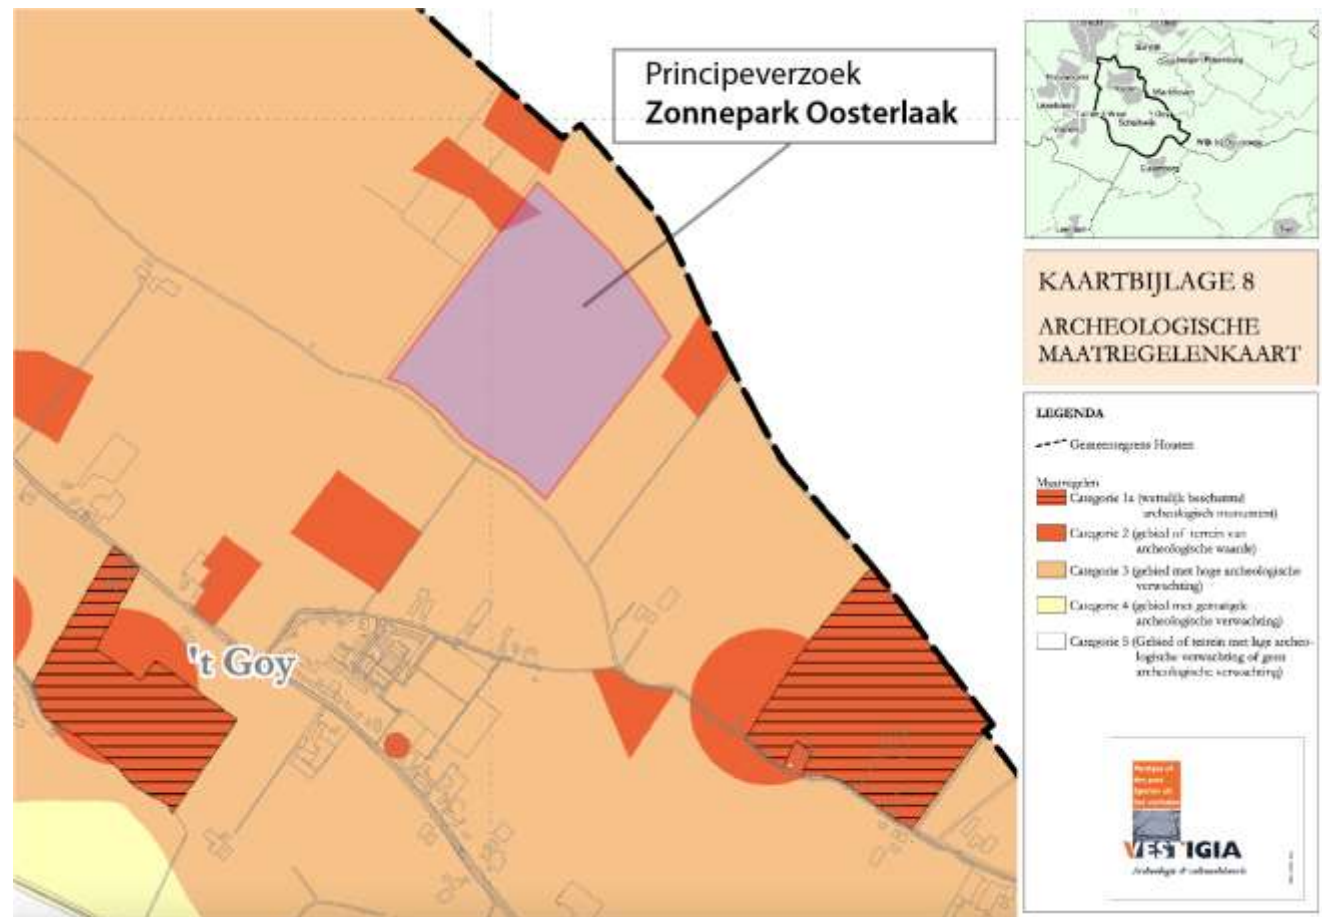 Principeverzoek
Zonnepark Oosterlaak
't Goy
KAARTBIJLAGE 8
ARCHEOLOGISCHE
MAATREGELENKAART
LEGENDA
Gemeentegrens Houten
Maatregelen
Categorie 1a (wettelijk beschermd
archeologisch monument)
Categorie 2 (gebied of terrein van
archeologische waarde)
Categorie 3 (gebied met hoge archeologische
verwachting)
Categorie 4 (gebied met gematigde
archeologische verwachting)
Categorie 5 (Gebied of terrein met lage archeo-
logische verwachting of geen
archeologische verwachting)
VESTIGIA